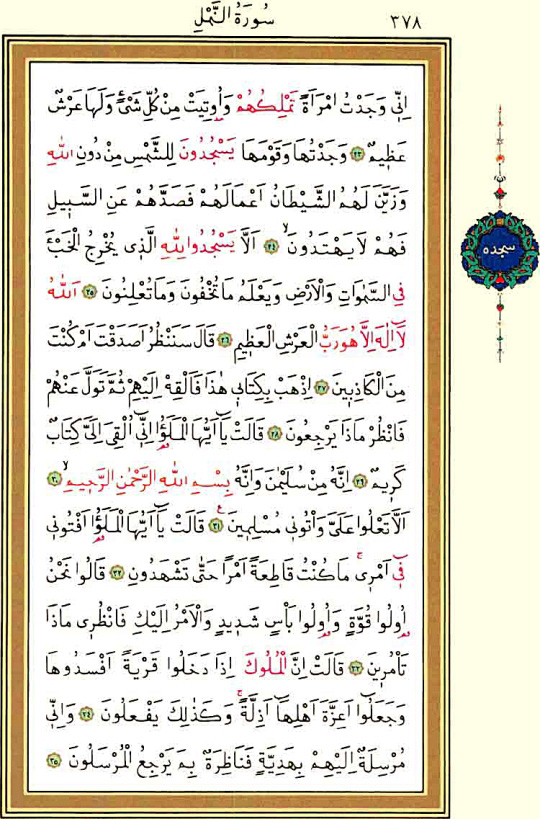 سُورَةُ النَّمْلِ
٣٧٨
اِنّ۪ي وَجَدْتُ امْرَاَةً تَمْلِكُهُمْ وَاُو۫تِيَتْ مِنْ كُلِّ شَيْءٍ وَلَهَا عَرْشٌ
عَظ۪يمٌ ﴿٢٣﴾ وَجَدْتُهَا وَقَوْمَهَا يَسْجُدُونَ لِلشَّمْسِ مِنْ دُونِ اللّٰهِ
وَزَيَّنَ لَهُمُ الشَّيْطَانُ اَعْمَالَهُمْ فَصَدَّهُمْ عَنِ السَّب۪يلِ
فَهُمْ لَا يَهْتَدُونَۙ ﴿٢٤﴾ اَلَّا يَسْجُدُوا لِلّٰهِ الَّذ۪ي يُخْرِجُ الْخَبْءَ
فِي السَّمٰوَاتِ وَالْاَرْضِ وَيَعْلَمُ مَا تُخْفُونَ وَمَا تُعْلِنُونَ ﴿٢٥﴾ اَللّٰهُ
لَٓا اِلٰهَ اِلَّا هُوَ رَبُّ الْعَرْشِ الْعَظ۪يمِ ﴿٢٦﴾ قَالَ سَنَنْظُرُ اَصَدَقْتَ اَمْ كُنْتَ
مِنَ الْكَاذِب۪ينَ ﴿٢٧﴾ اِذْهَبْ بِكِتَاب۪ي هٰذَا فَاَلْقِهْ اِلَيْهِمْ ثُمَّ تَوَلَّ عَنْهُمْ
فَانْظُرْ مَاذَا يَرْجِعُونَ ﴿٢٨﴾ قَالَتْ يَٓا اَيُّهَا الْمَلَؤُ۬ا اِنّ۪ٓي اُلْقِيَ اِلَيَّ كِتَابٌ
كَر۪يمٌ ﴿٢٩﴾ اِنَّهُ مِنْ سُلَيْمٰنَ وَاِنَّهُ بِسْمِ اللّٰهِ الرَّحْمٰنِ الرَّح۪يمِۙ ﴿٣٠﴾
اَلَّا تَعْلُوا عَلَيَّ وَأْتُون۪ي مُسْلِم۪ينَ۟ ﴿٣١﴾ قَالَتْ يَٓا اَيُّهَا الْمَلَؤُ۬ا اَفْتُون۪ي
ف۪ٓي اَمْر۪يۚ مَا كُنْتُ قَاطِعَةً اَمْرًا حَتّٰى تَشْهَدُونِ ﴿٣٢﴾ قَالُوا نَحْنُ
اُو۬لُوا قُوَّةٍ وَاُو۬لُوا بَأْسٍ شَد۪يدٍ وَالْاَمْرُ اِلَيْكِ فَانْظُر۪ي مَاذَا
تَأْمُر۪ينَ ﴿٣٣﴾ قَالَتْ اِنَّ الْمُلُوكَ اِذَا دَخَلُوا قَرْيَةً اَفْسَدُوهَا
وَجَعَلُٓوا اَعِزَّةَ اَهْلِهَٓا اَذِلَّةًۚ وَكَذٰلِكَ يَفْعَلُونَ ﴿٣٤﴾ وَاِنّ۪ي
مُرْسِلَةٌ اِلَيْهِمْ بِهَدِيَّةٍ فَنَاظِرَةٌ بِمَ يَرْجِعُ الْمُرْسَلُونَ ﴿٣٥﴾
سجده